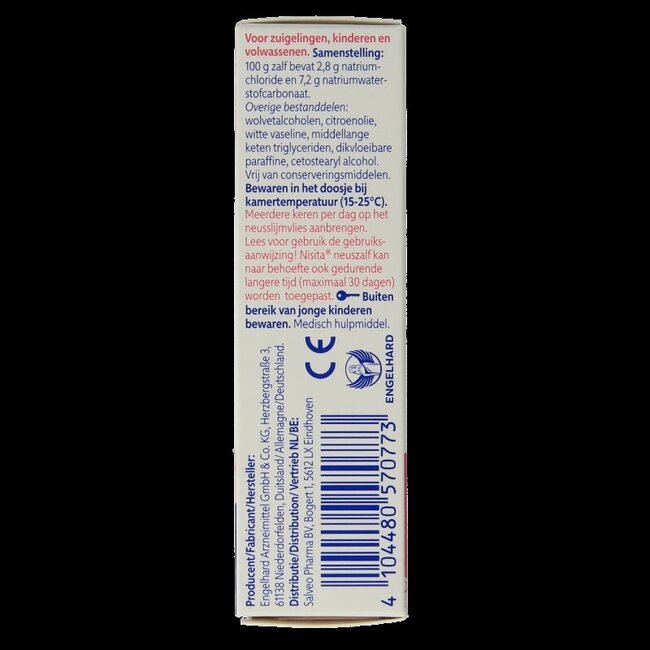 Voor zuigelingen, kinderen en
volwassenen. Samenstelling:
100 g zalf bevat 2,8 g natrium-
chloride en 7,2 g natriumwater-
stofcarbonaat.
Overige bestanddelen:
wolvetalcoholen, citroenolie,
witte vaseline, middellange
keten triglyceriden, dikvloeibare
paraffine, cetostearyl alcohol.
Vrij van conserveringsmiddelen.
Bewaren in het doosje bij
kamertemperatuur (15-25°C).
Meerdere keren per dag op het
neusslijmvlies aanbrengen.
Lees voor gebruik de gebruiks-
aanwijzing! Nisita® neuszalf kan
naar behoefte ook gedurende
langere tijd (maximaal 30 dagen)
worden toegepast. Buiten
bereik van jonge kinderen
bewaren. Medisch hulpmiddel.
Producent/Fabricant/Hersteller:
Engelhard Arzneimittel GmbH & Co. KG, Herzbergstraße 3,
61138 Niederdorfelden, Duitsland/Allemagne/Deutschland.
Distributie/Distribution/Vertrieb NL/BE:
Salveo Pharma BV, Bogert 1, 5612 LX Eindhoven
CE
ENGELHARD
4 104480 570773